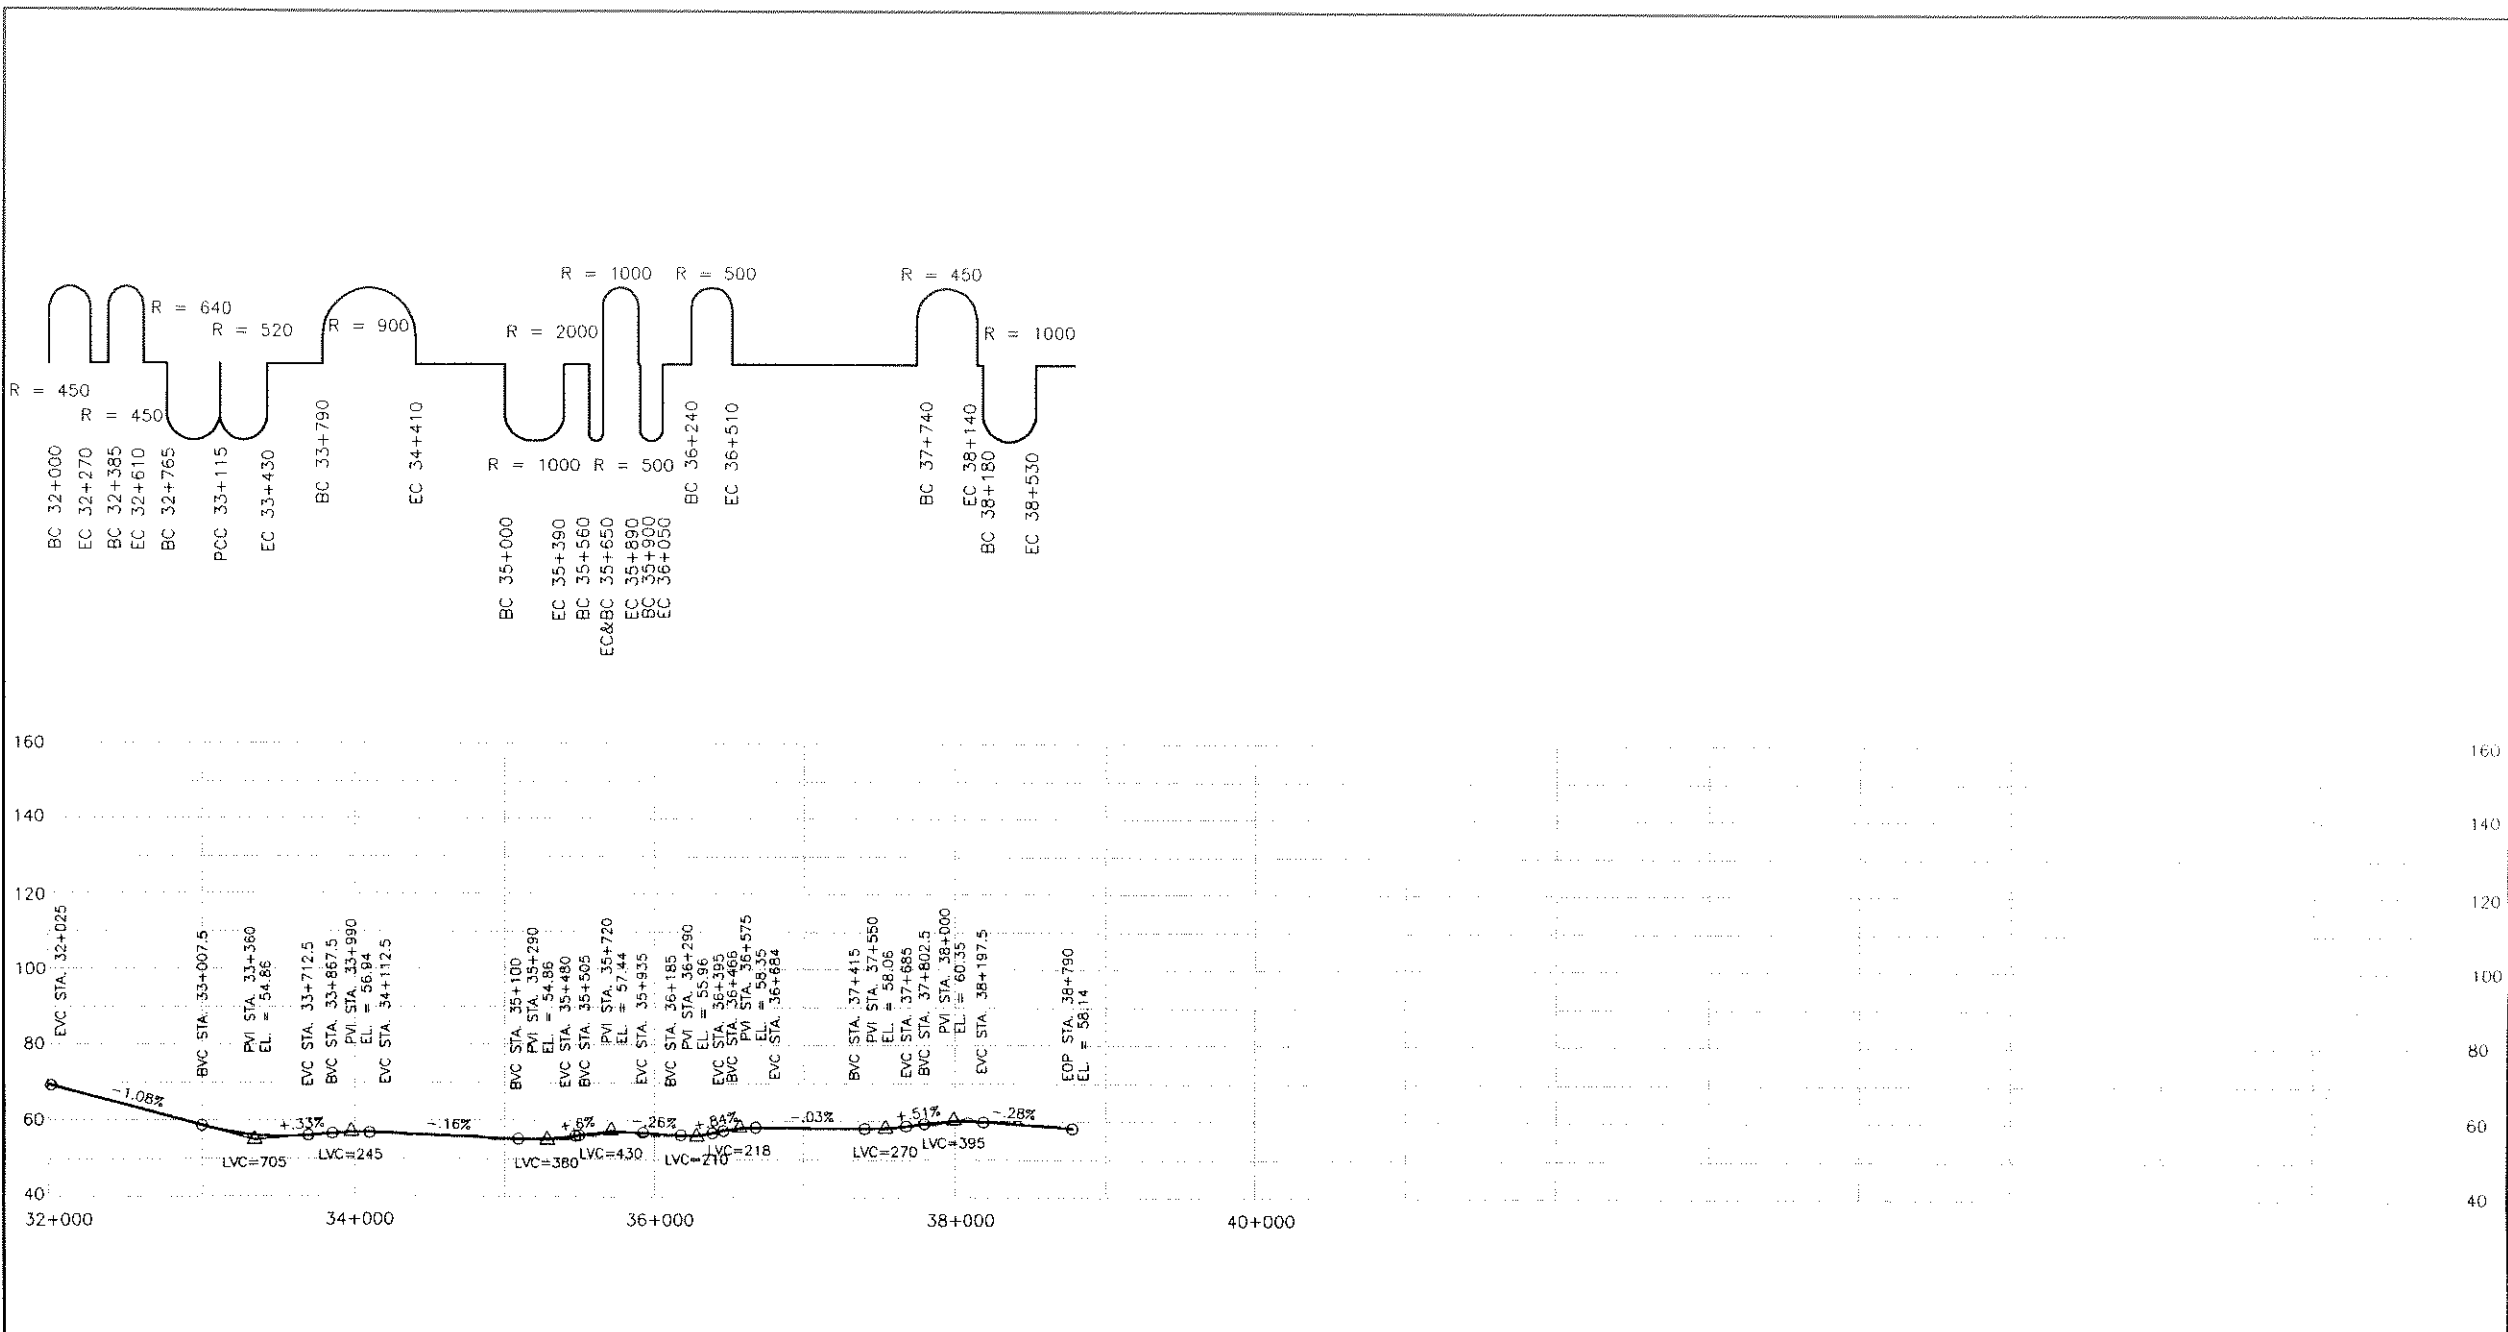 R = 1000 R = 500 R = 450
R = 640
R = 520 R = 900 R = 2000 R = 1000
R = 450
R = 450
R = 1000 R = 500
BC 32+000
EC 32+270
BC 32+385
EC 32+610
BC 32+765
PCC 33+115
EC 33+430
BC 33+790
EC 34+410
BC 35+000
EC 35+390
BC 35+560
EC&BC 35+650
EC 35+890
BC 35+900
EC 36+050
BC 36+240
EC 36+510
BC 37+740
EC 38+140
BC 38+180
EC 38+530
160 160
140 140
120 120
100 100
80 80
60 60
40 40
EVC STA. 32+025
BVC STA. 33+007.5
PVI STA. 33+360
EL. = 54.86
EVC STA. 33+712.5
BVC STA. 33+867.5
PVI STA. 33+990
EL. = 56.94
EVC STA. 34+112.5
BVC STA. 35+100
PVI STA. 35+290
EL. = 54.86
EVC STA. 35+480
BVC STA. 35+505
PVI STA. 35+720
EL. = 57.44
EVC STA. 35+935
BVC STA. 36+185
PVI STA. 36+290
EL. = 55.96
EVC STA. 36+395
BVC STA. 36+466
PVI STA. 36+575
EL. = 58.35
EVC STA. 36+684
BVC STA. 37+415
PVI STA. 37+550
EL. = 58.06
EVC STA. 37+685
BVC STA. 37+802.5
PVI STA. 38+000
EL. = 60.35
EVC STA. 38+197.5
EOP STA. 38+790
EL. = 58.14
-1.08% +.33% -.16% +.6% -.26% +.84% -.03% +.51% -.28%
LVC=705 LVC=245 LVC=380 LVC=430 LVC=210 LVC=218 LVC=270 LVC=395
32+000 34+000 36+000 38+000 40+000